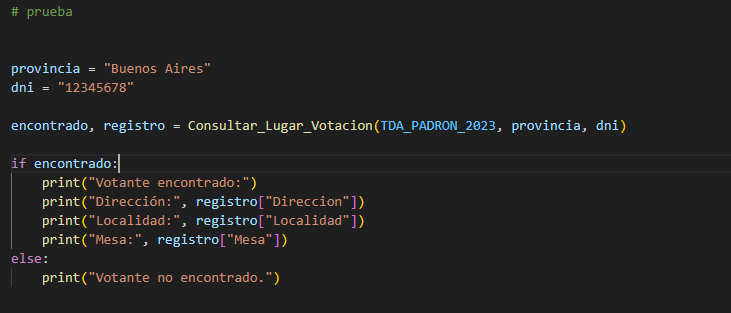 # prueba
provincia = "Buenos Aires"
dni = "12345678"
encontrado, registro = Consultar_Lugar_Votacion(TDA_PADRON_2023, provincia, dni)
if encontrado:
    print("Votante encontrado:")
    print("Dirección:", registro["Direccion"])
    print("Localidad:", registro["Localidad"])
    print("Mesa:", registro["Mesa"])
else:
    print("Votante no encontrado.")